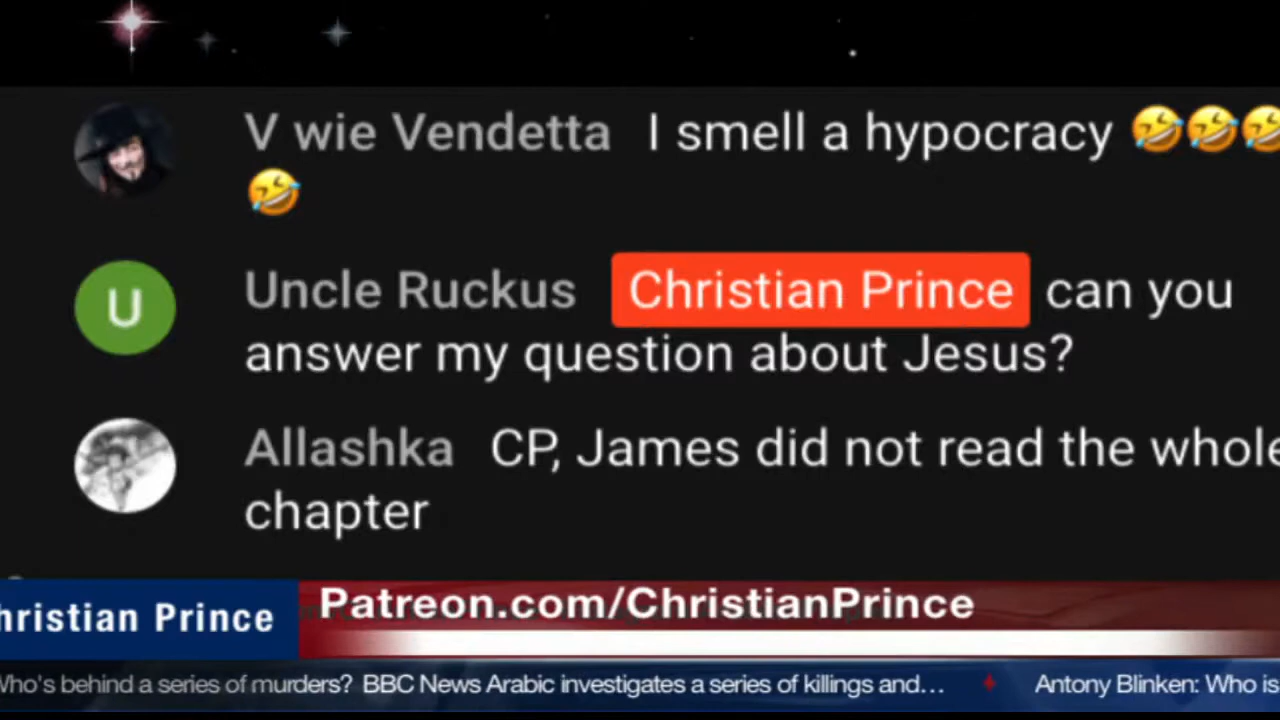 V wie Vendetta I smell a hypocracy 🤣🤣🤣
🤣
U
Uncle Ruckus Christian Prince can you
answer my question about Jesus?
Allashka CP, James did not read the whole
chapter
hristian Prince
Patreon.com/ChristianPrince
Who's behind a series of murders? BBC News Arabic investigates a series of killings and... ♦ Antony Blinken: Who is